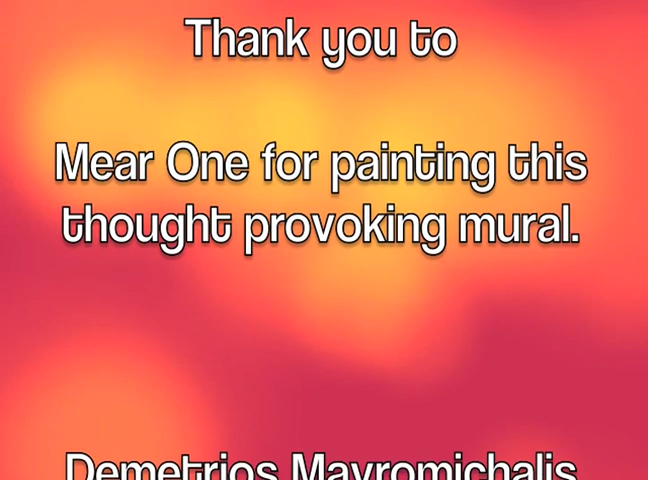 Thank you to
Mear One for painting this
thought provoking mural.
Demetrios Mavromichalis